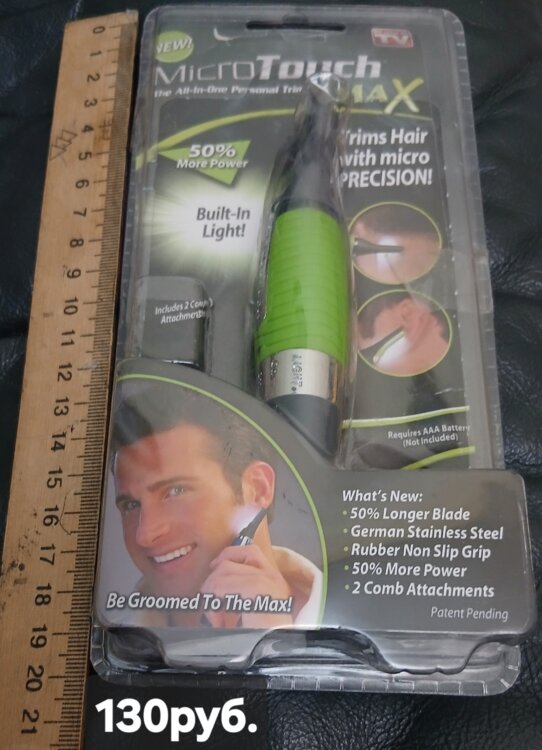 NEW!
TV
MicroTouch
The All-In-One Personal
MAX
50%
More Power
Trims Hair
with micro
PRECISION!
Built-In
Light!
Includes 2 Comb
Attachments
LIGHT
Requires AAA Battery
(Not Included)
What's New:
• 50% Longer Blade
• German Stainless Steel
• Rubber Non Slip Grip
• 50% More Power
• 2 Comb Attachments
Patent Pending
Be Groomed To The Max!
0
1
2
3
4
5
6
7
8
9
10
11
12
13
14
15
16
17
18
19
20
21
130руб.